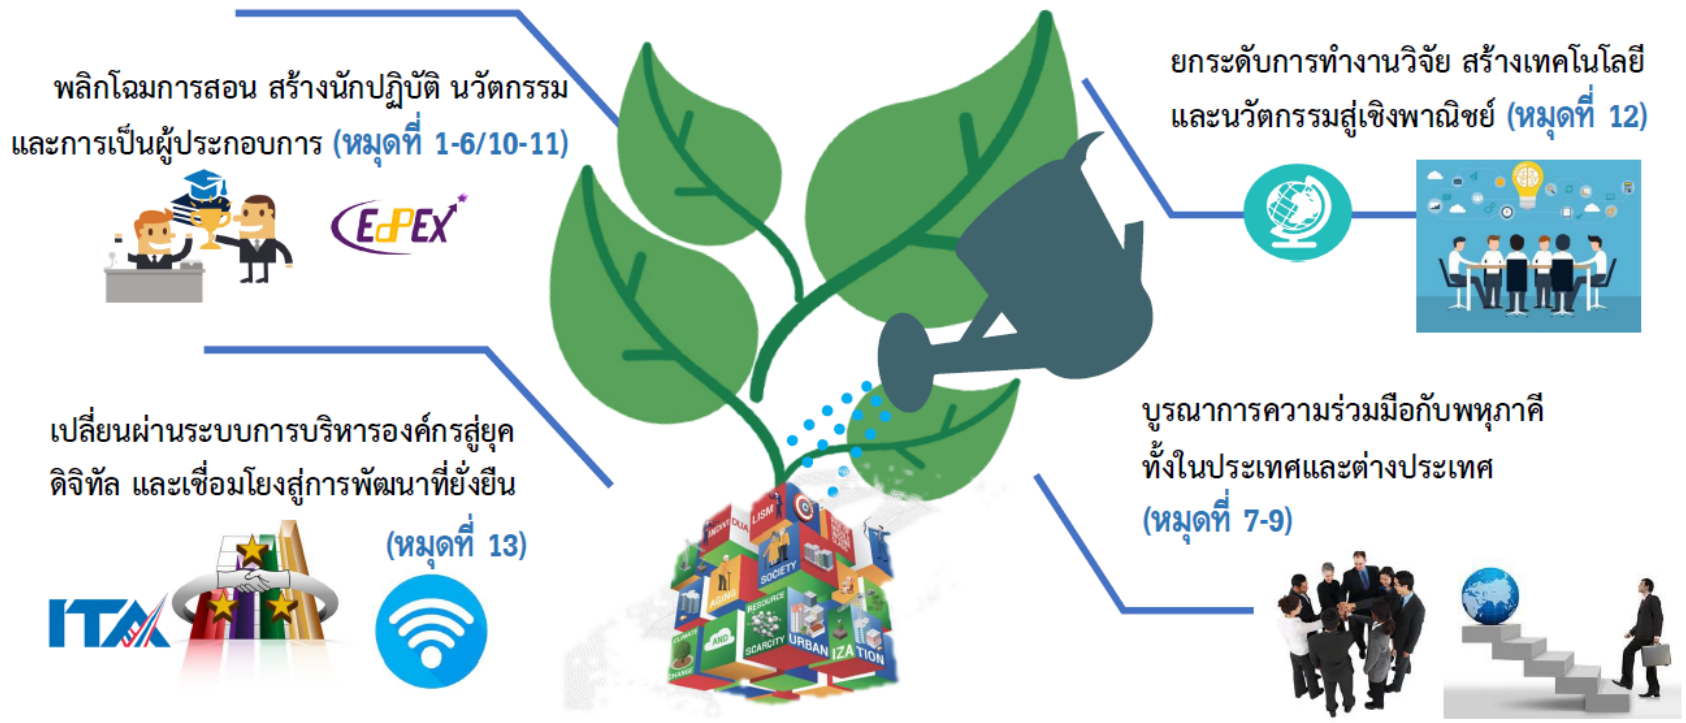 พลิกโฉมการสอน สร้างนักปฏิบัติ นวัตกรรม
และการเป็นผู้ประกอบการ (หมุดที่ 1-6/10-11)
EdPEX
ยกระดับการทำงานวิจัย สร้างเทคโนโลยี
และนวัตกรรมสู่เชิงพาณิชย์ (หมุดที่ 12)
เปลี่ยนผ่านระบบการบริหารองค์กรสู่ยุค
ดิจิทัล และเชื่อมโยงสู่การพัฒนาที่ยั่งยืน
(หมุดที่ 13)
ITA
บูรณาการความร่วมมือกับพหุภาคี
ทั้งในประเทศและต่างประเทศ
(หมุดที่ 7-9)
INDIVIDUALISM
SOCIETY
AGING
RESOURCE
AND
SCARCITY
CLIMATE
CHANGE
URBANIZATION